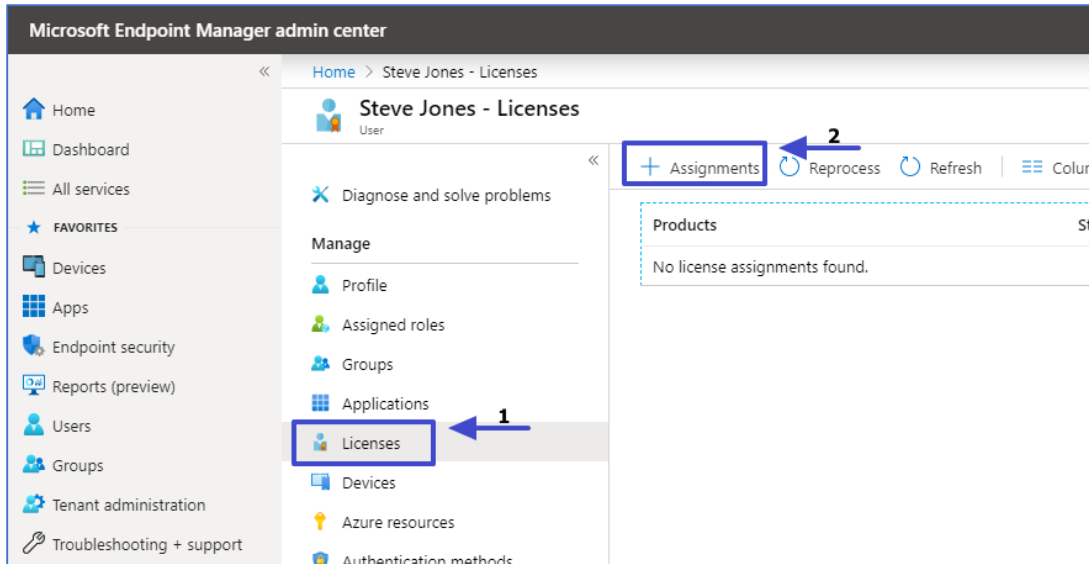 Microsoft Endpoint Manager admin center
«
Home
Dashboard
All services
FAVORITES
Devices
Apps
Endpoint security
Reports (preview)
Users
Groups
Tenant administration
Troubleshooting + support
Home > Steve Jones - Licenses
Steve Jones - Licenses
User
«
Diagnose and solve problems
Manage
Profile
Assigned roles
Groups
Applications
1
Licenses
Devices
Azure resources
Authentication methods
2
+ Assignments Reprocess Refresh | Colum
Products St
No license assignments found.